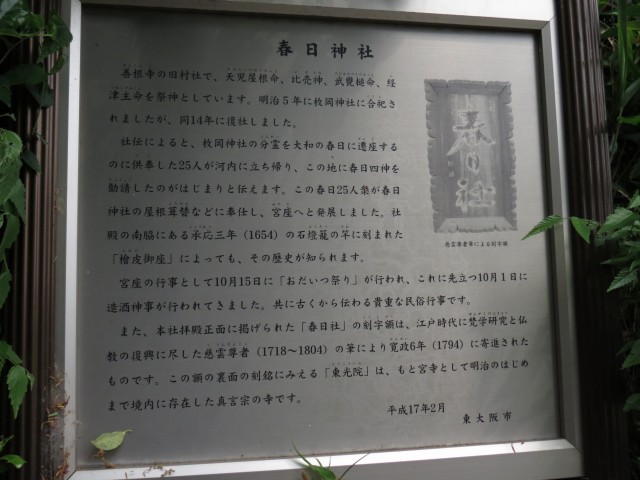 春日神社
善根寺の旧村社で、天児屋根命、比売神、武甕槌命、経
津主命を祭神としています。明治5年に枚岡神社に合祀さ
れましたが、同14年に復社しました。
社伝によると、枚岡神社の分霊を大和の春日に遷座する
のに供奉した25人が河内に立ち帰り、この地に春日四神を
勧請したのがはじまりと伝えます。この春日25人衆が春日
神社の屋根葺替などに奉仕し、宮座へと発展しました。社
殿の南脇にある承応三年(1654)の石燈籠の竿に刻まれた
「檜皮御座」によっても、その歴史が知られます。
宮座の行事として10月15日に「おだいつ祭り」が行われ、これに先立つ10月1日に
造酒神事が行われてきました。共に古くから伝わる貴重な民俗行事です。
また、本社拝殿正面に掲げられた「春日社」の刻字額は、江戸時代に梵学研究と仏
教の復興に尽した慈雲尊者(1718〜1804)の筆により寛政6年(1794)に寄進された
ものです。この額の裏面の刻銘にみえる「東光院」は、もと宮寺として明治のはじめ
まで境内に存在した真言宗の寺です。
春日社
慈雲尊者筆による刻字額
平成17年2月
東大阪市